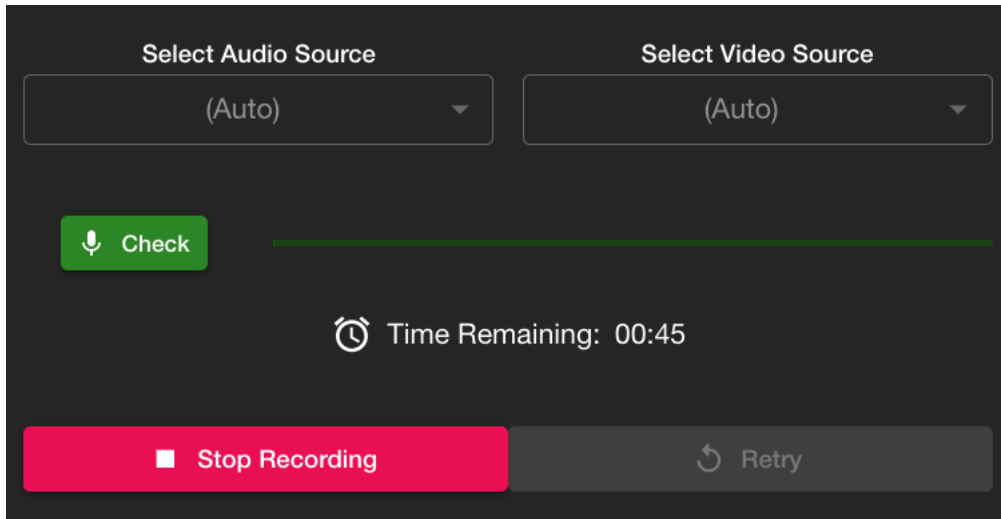 Select Audio Source
Select Video Source
(Auto)
(Auto)
Check
Time Remaining: 00:45
Stop Recording
Retry